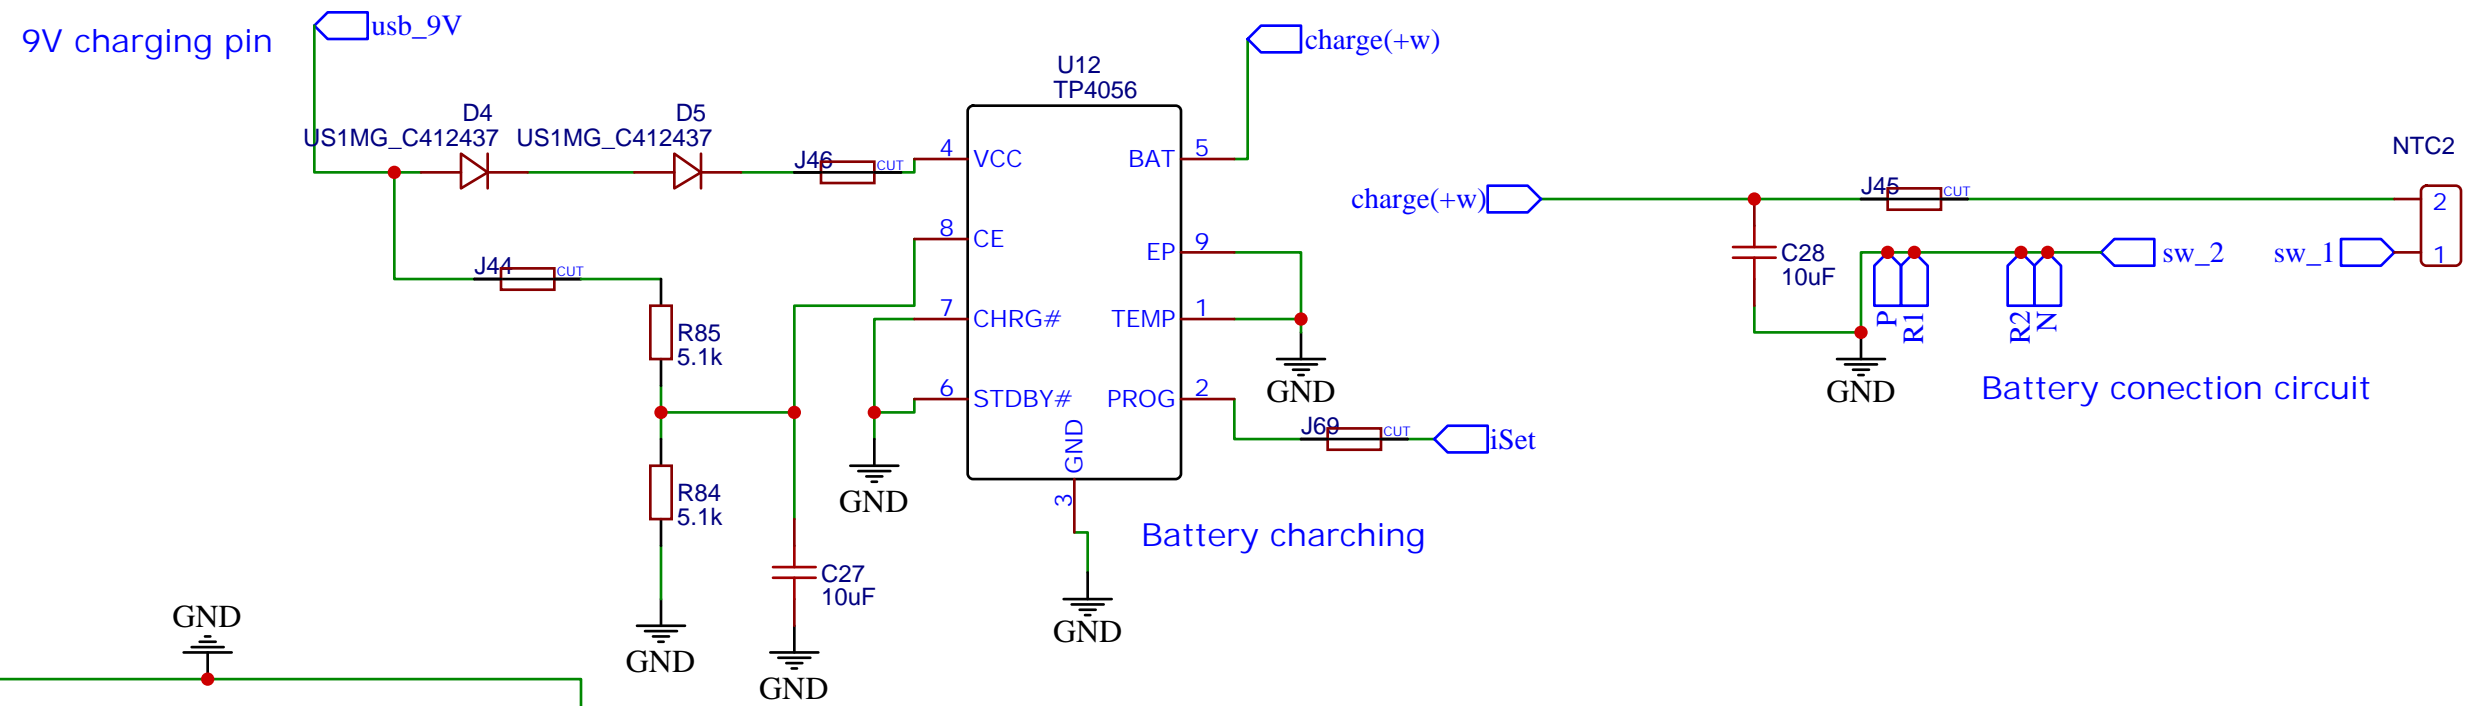 9V charging pin
usb_9V
charge(+w)
U12
TP4056
D4
US1MG_C412437
D5
US1MG_C412437
J46
CUT
4
VCC
BAT
5
NTC2
8
CE
EP
9
charge(+w)
J45
CUT
2
1
sw_1
sw_2
C28
10uF
P
R1
R2
N
GND
Battery conection circuit
J44
CUT
7
CHRG#
TEMP
1
GND
R85
5.1k
6
STDBY#
PROG
2
J69
CUT
iSet
GND
GND
3
R84
5.1k
Battery charching
C27
10uF
GND
GND
GND
GND